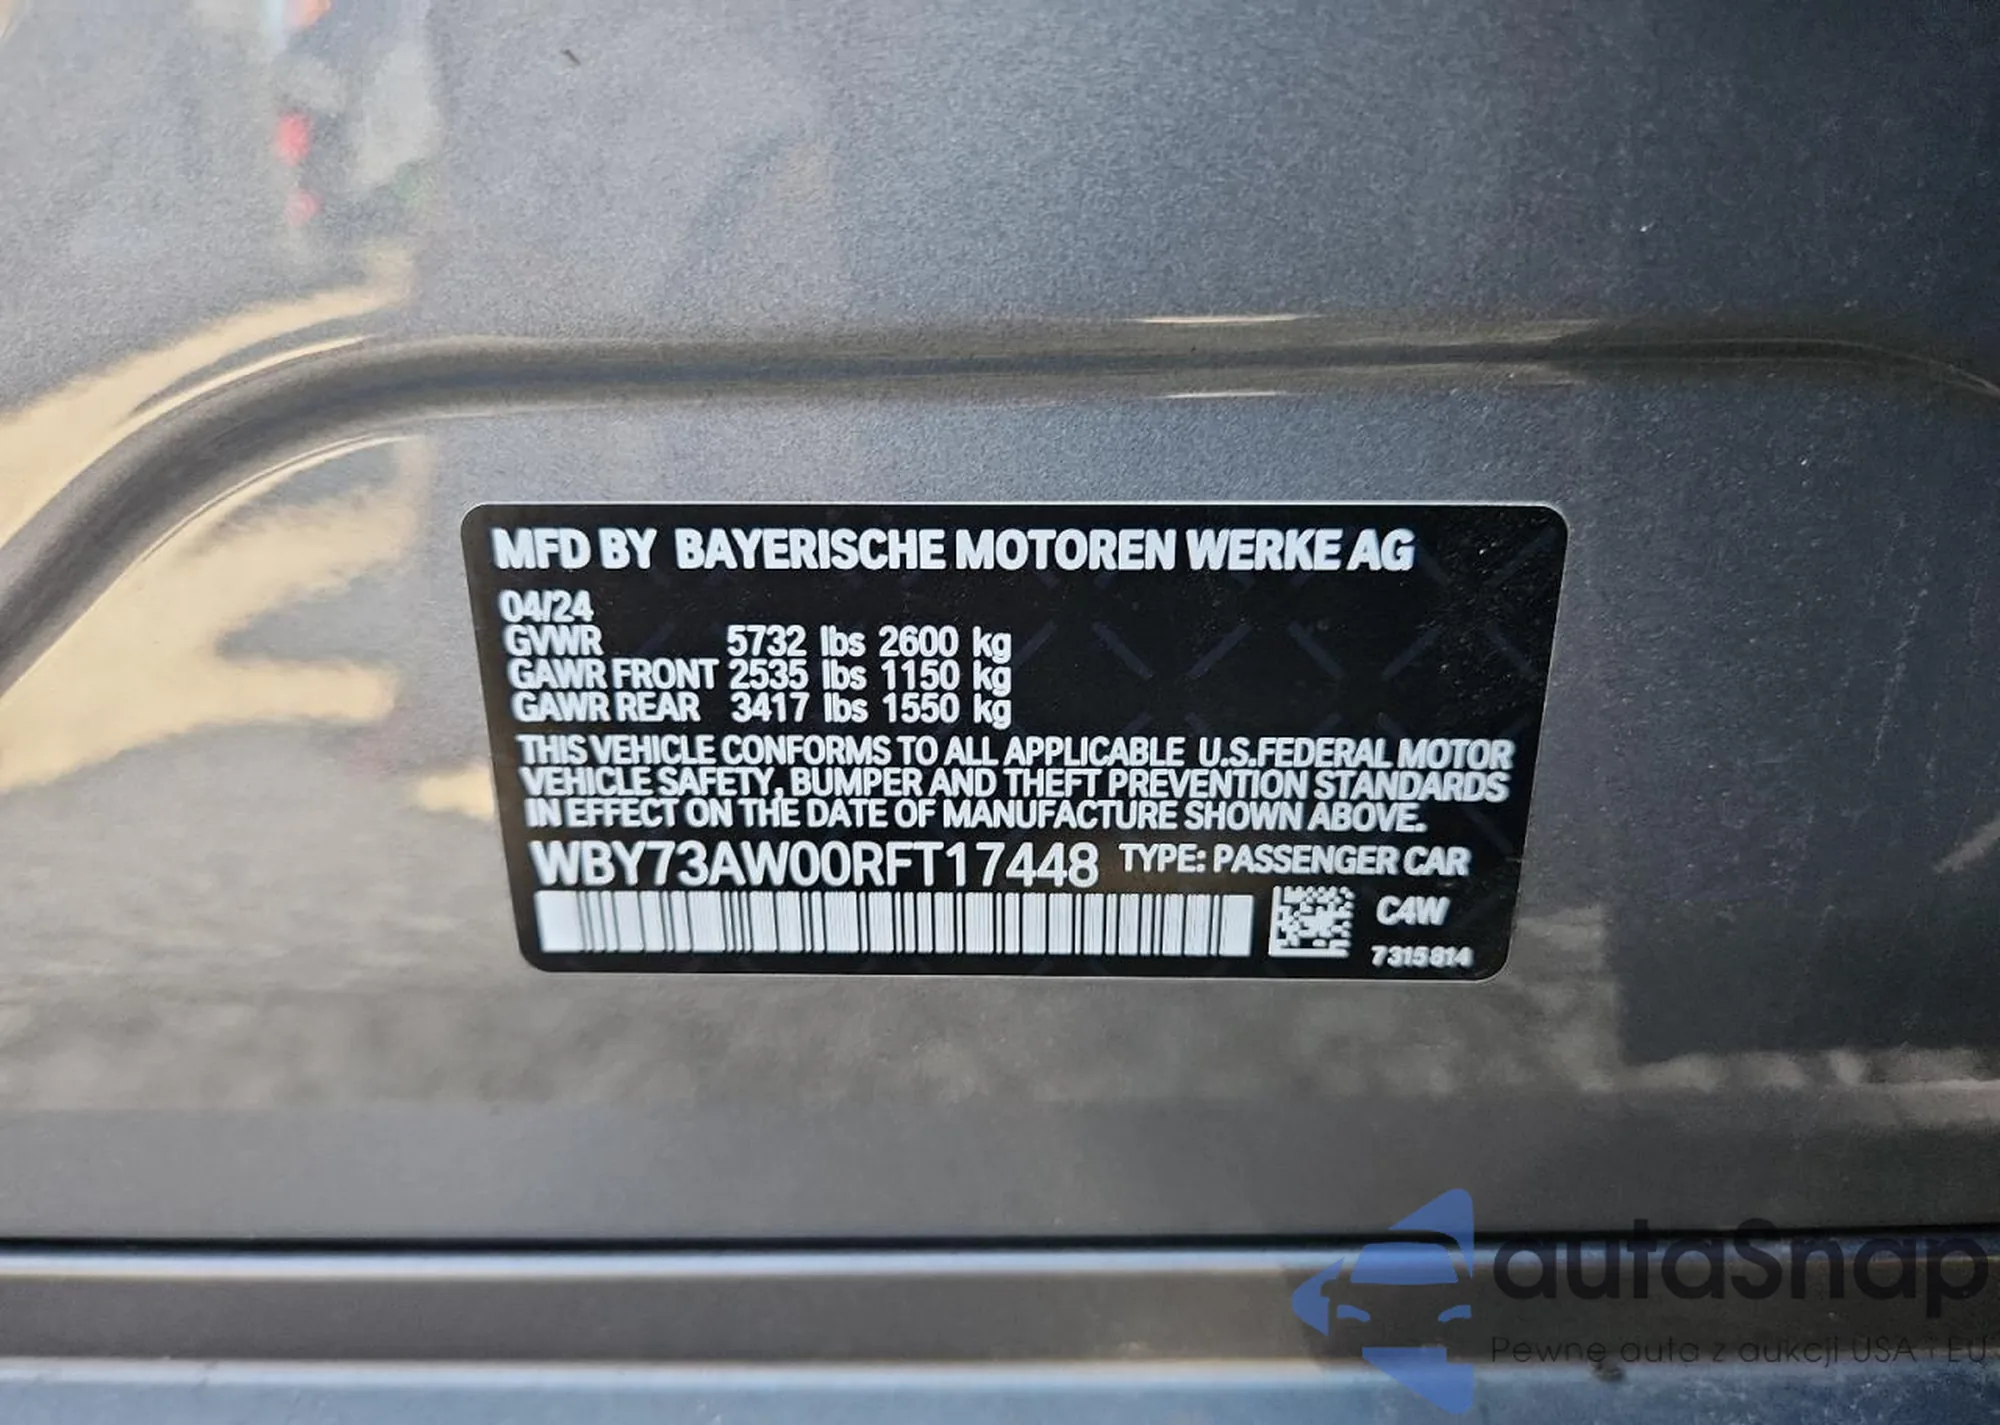 MFD BY BAYERISCHE MOTOREN WERKE AG
04/24
GVWR 5732 lbs 2600 kg
GAWR FRONT 2535 lbs 1150 kg
GAWR REAR 3417 lbs 1550 kg
THIS VEHICLE CONFORMS TO ALL APPLICABLE U.S.FEDERAL MOTOR
VEHICLE SAFETY, BUMPER AND THEFT PREVENTION STANDARDS
IN EFFECT ON THE DATE OF MANUFACTURE SHOWN ABOVE.
WBY73AW00RFT17448 TYPE: PASSENGER CAR
C4W
7315814
autaSnap
Pewne auta z aukcji USA i EU